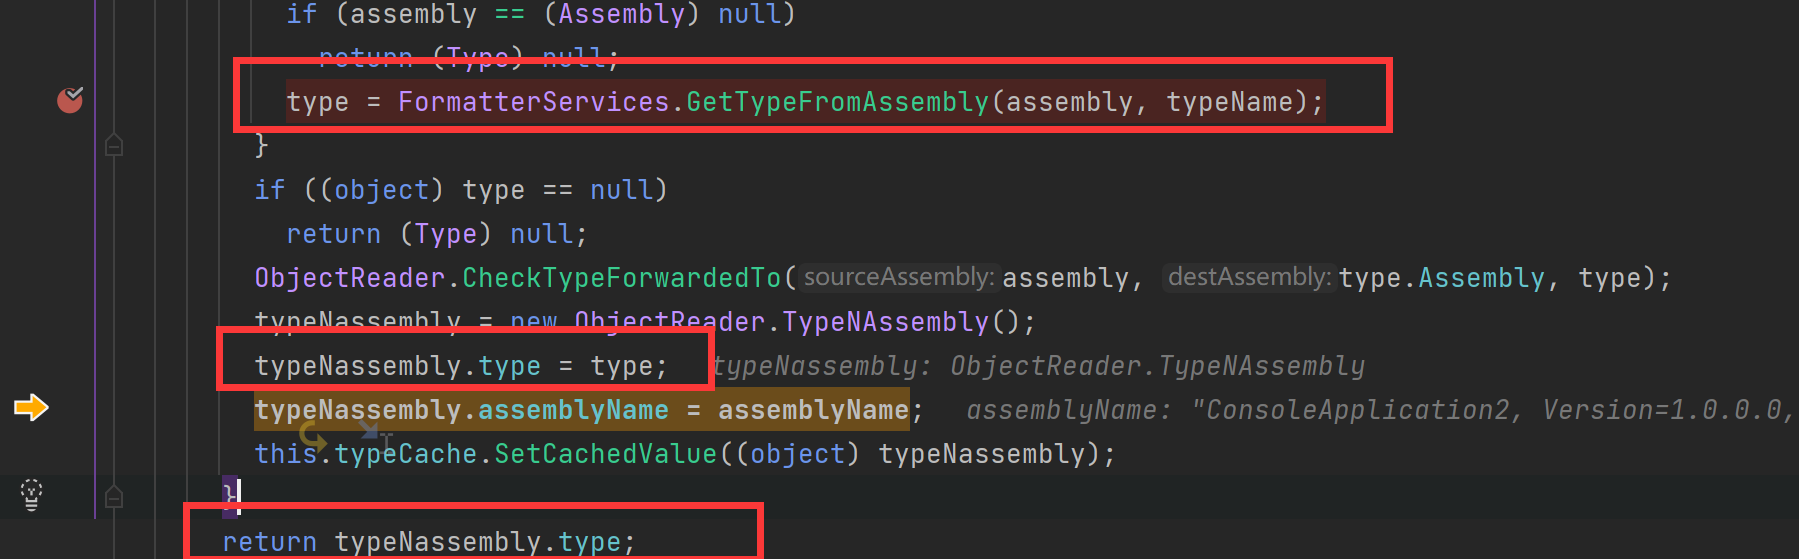 if (assembly == (Assembly) null)
return (Type) null;
type = FormatterServices.GetTypeFromAssembly(assembly, typeName);
}
if ((object) type == null)
return (Type) null;
ObjectReader.CheckTypeForwardedTo(sourceAssembly: assembly, destAssembly: type.Assembly, type);
typeNassembly = new ObjectReader.TypeNAssembly();
typeNassembly.type = type; typeNassembly: ObjectReader.TypeNAssembly
typeNassembly.assemblyName = assemblyName; assemblyName: "ConsoleApplication2, Version=1.0.0.0,
this.typeCache.SetCachedValue((object) typeNassembly);
}
return typeNassembly.type;